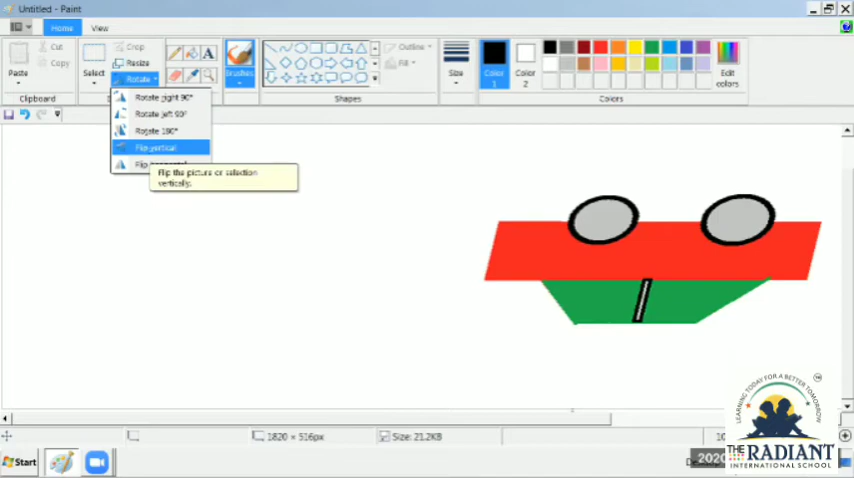 Untitled - Paint
Home
View
Paste
Cut
Copy
Clipboard
Select
Crop
Resize
Rotate
A
Brushes
Shapes
Outline
Fill
Size
Color
1
Color
2
Edit
colors
Colors
Rotate right 90°
Rotate left 90°
Rotate 180°
Flip vertical
Flip
Flip the picture or selection
vertically.
1820 × 516px
Size: 21.2KB
Start
2020
LEARNING TODAY FOR A BETTER TOMORROW
THE RADIANT
INTERNATIONAL SCHOOL